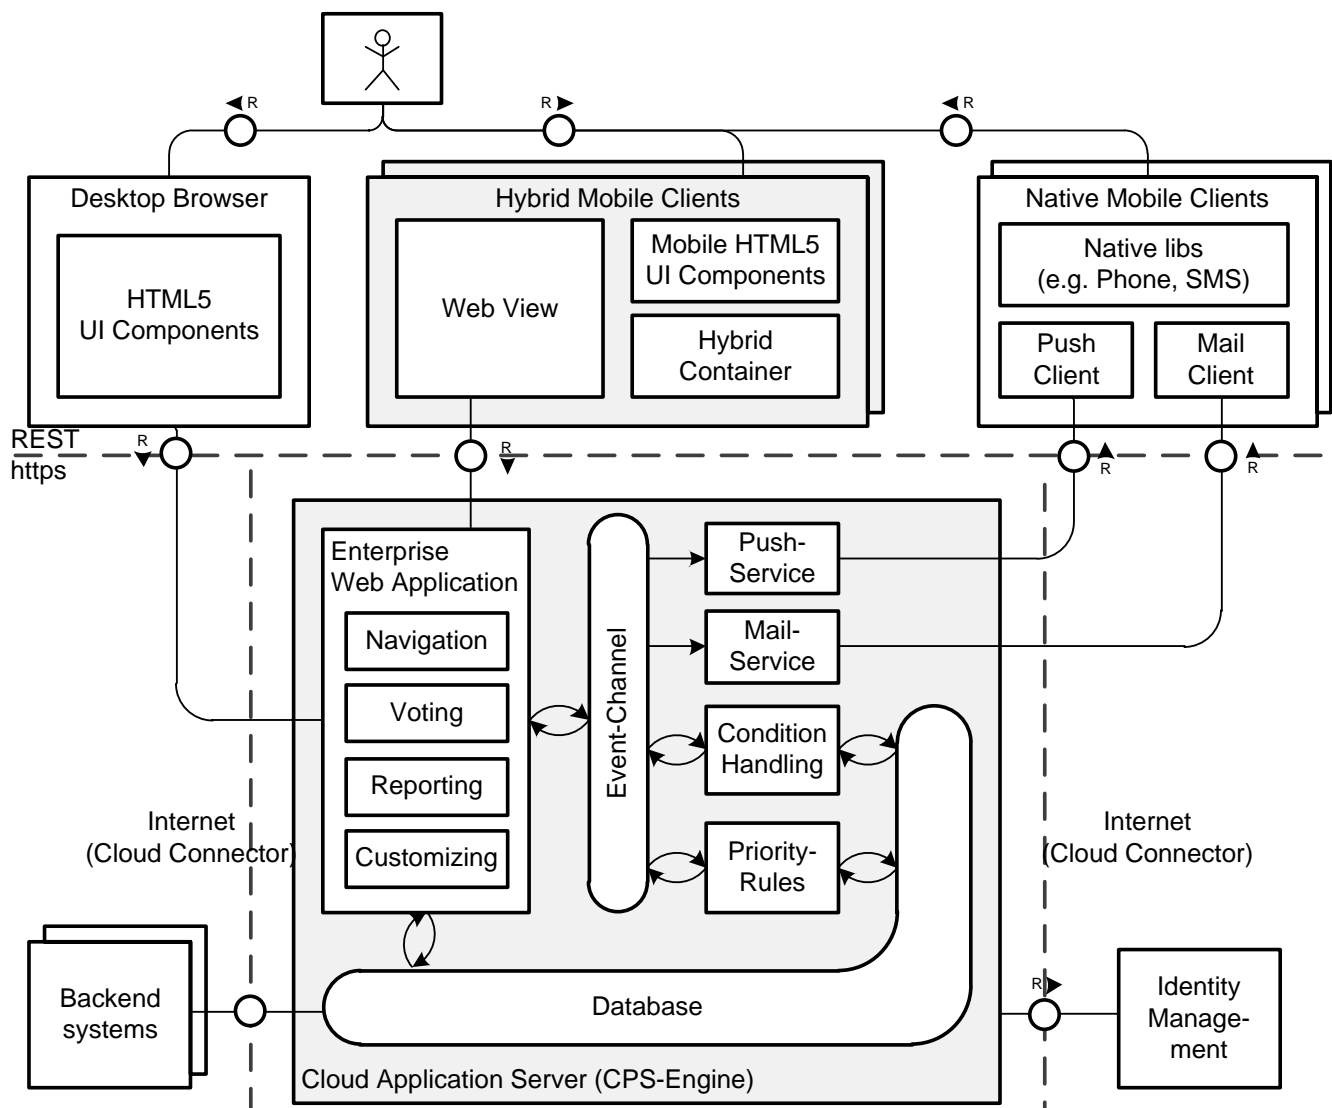 R
R
R
Desktop Browser
HTML5
UI Components
Hybrid Mobile Clients
Web View
Mobile HTML5
UI Components
Hybrid
Container
Native Mobile Clients
Native libs
(e.g. Phone, SMS)
Push
Client
Mail
Client
REST
https
R
R
R
R
Enterprise
Web Application
Navigation
Voting
Reporting
Customizing
Event-Channel
Push-
Service
Mail-
Service
Condition
Handling
Priority-
Rules
Internet
(Cloud Connector)
Internet
(Cloud Connector)
Backend
systems
Database
R
Identity
Manage-
ment
Cloud Application Server (CPS-Engine)